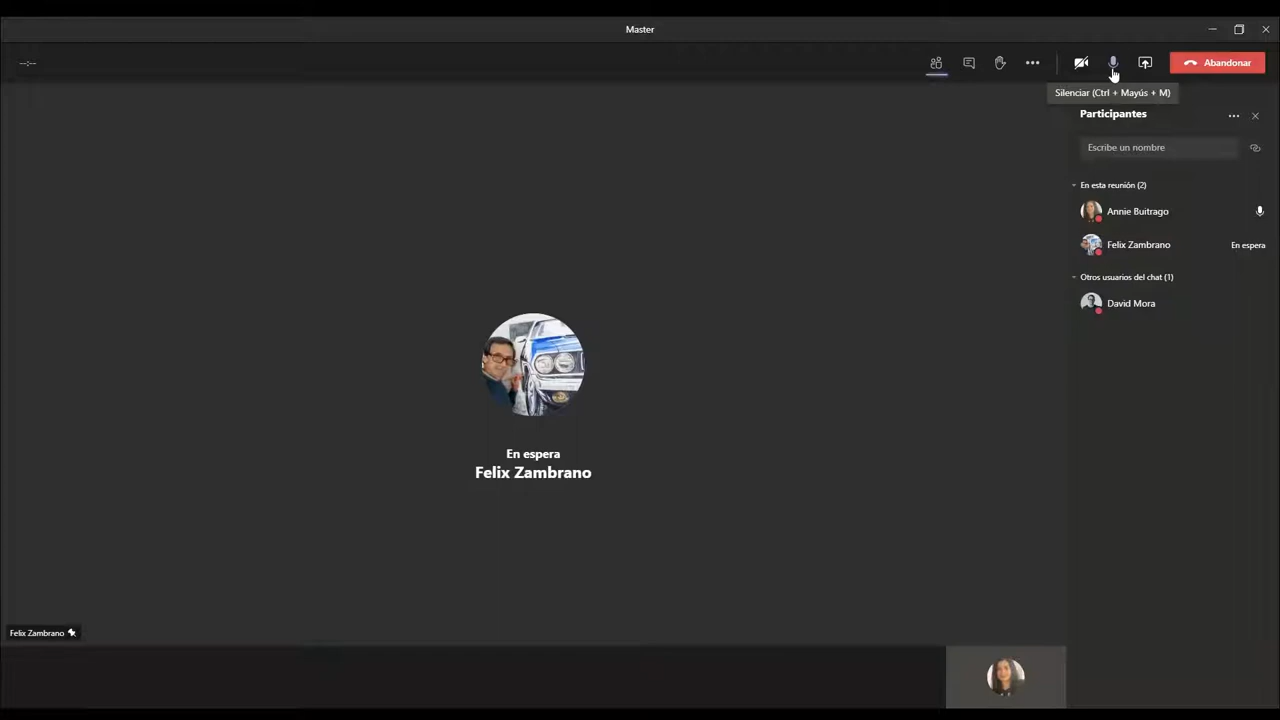 Master
--:--
Abandonar
Silenciar (Ctrl + Mayús + M)
Participantes
Escribe un nombre
En esta reunión (2)
Annie Buitrago
Felix Zambrano
En espera
Otros usuarios del chat (1)
David Mora
En espera
Felix Zambrano
Felix Zambrano